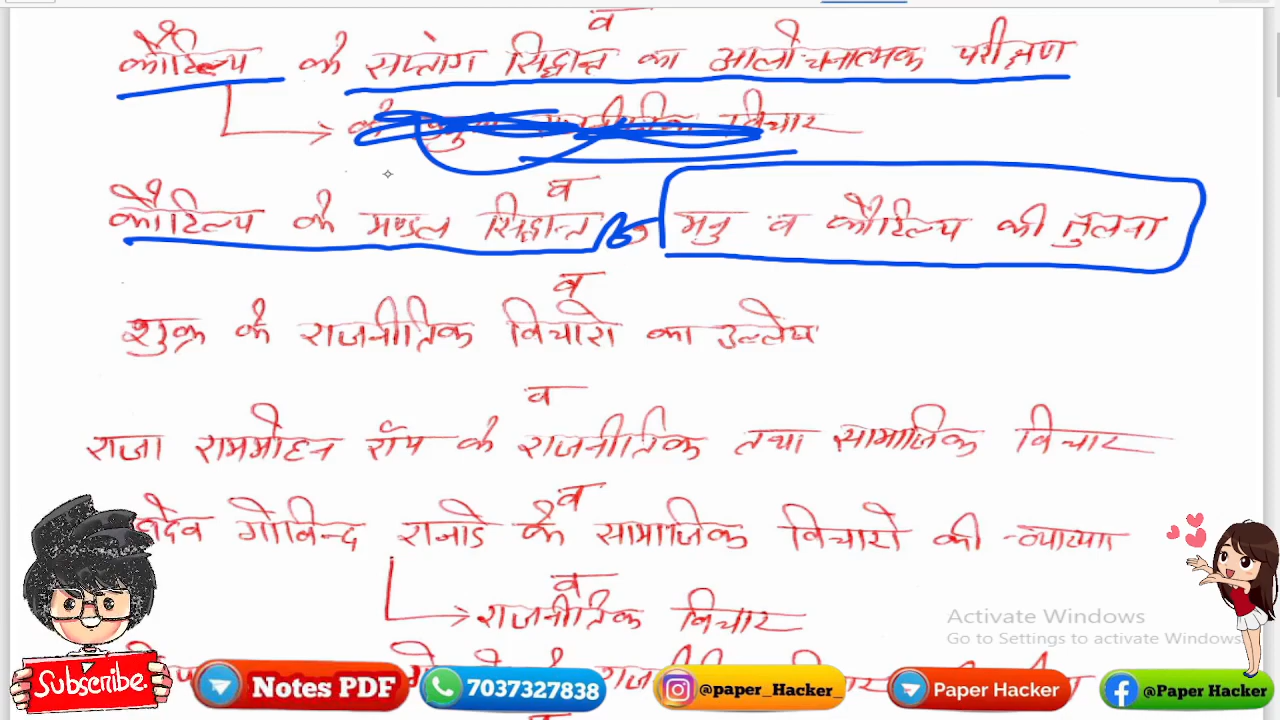 व
कौटिल्य के सप्तांग सिद्धान्त का आलोचनात्मक परीक्षण
विचार
व
कौटिल्य के मण्डल सिद्धान्त मनु व कौटिल्य की तुलना
व
शुक्र के राजनीतिक विचारो का उल्लेख
व
राजा राममोहन रॉय के राजनीतिक तथा सामाजिक विचार
व
गोविन्द रानाडे के सामाजिक विचारो की व्याख्या
व
राजनीतिक विचार
Activate Windows
Go to Settings to activate Windows.
Subscribe.
Notes PDF
7037327838
@paper_Hacker_
Paper Hacker
@Paper Hacker